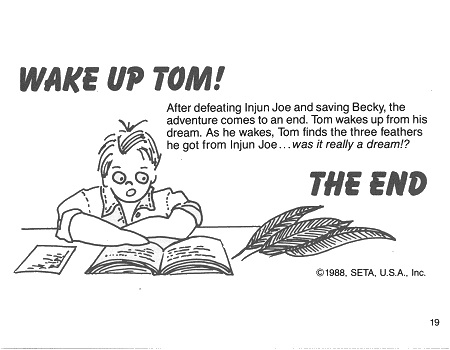 WAKE UP TOM!
After defeating Injun Joe and saving Becky, the
adventure comes to an end. Tom wakes up from his
dream. As he wakes, Tom finds the three feathers
he got from Injun Joe...was it really a dream!?
THE END
©1988, SETA, U.S.A., Inc.
19